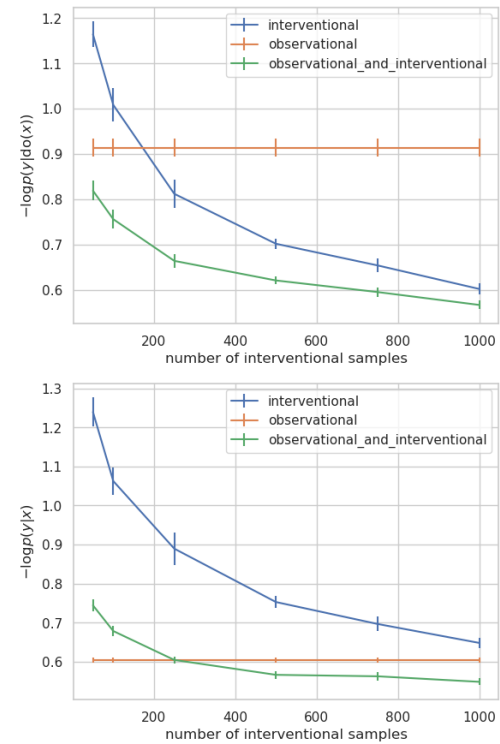 1.2
1.1
1.0
0.9
0.8
0.7
0.6
−logp(y|do(x))
interventional
observational
observational_and_interventional
200
400
600
800
1000
number of interventional samples
1.3
1.2
1.1
1.0
0.9
0.8
0.7
0.6
−logp(y|x)
interventional
observational
observational_and_interventional
200
400
600
800
1000
number of interventional samples